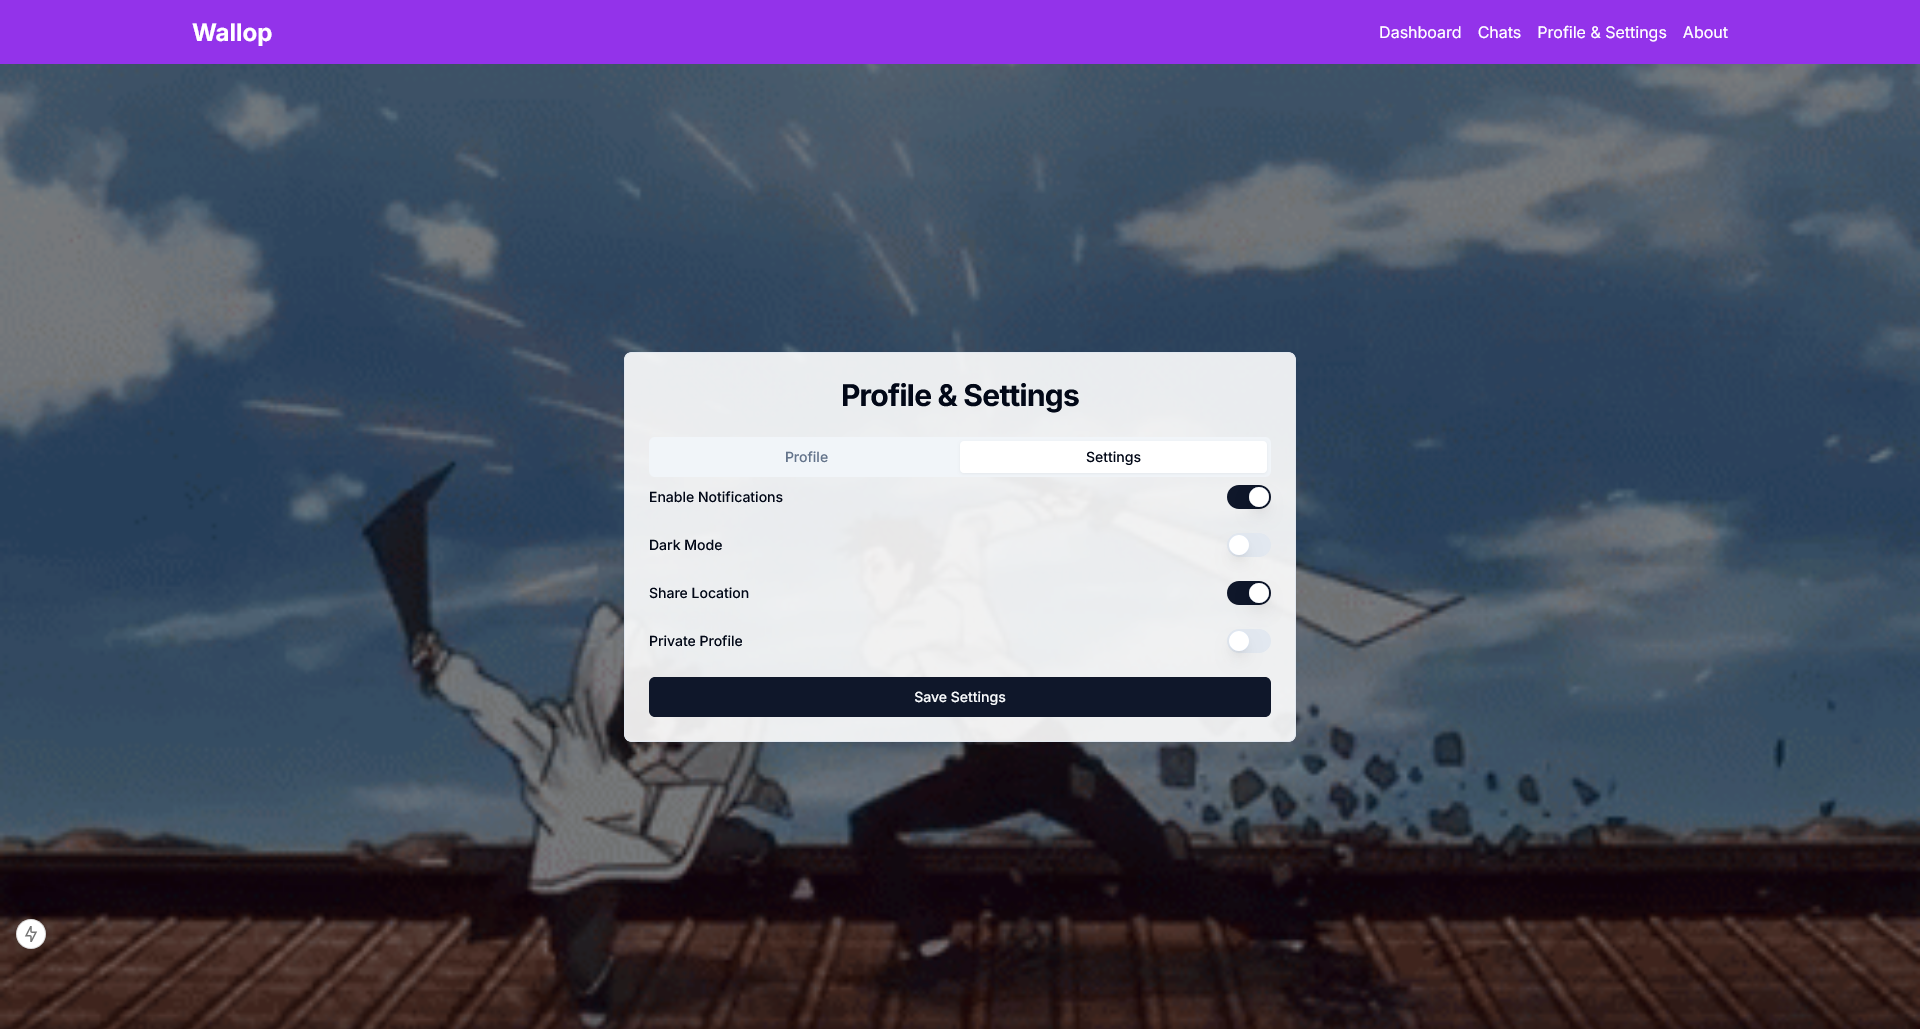 Wallop
Dashboard Chats Profile & Settings About
Profile & Settings
Profile Settings
Enable Notifications
Dark Mode
Share Location
Private Profile
Save Settings